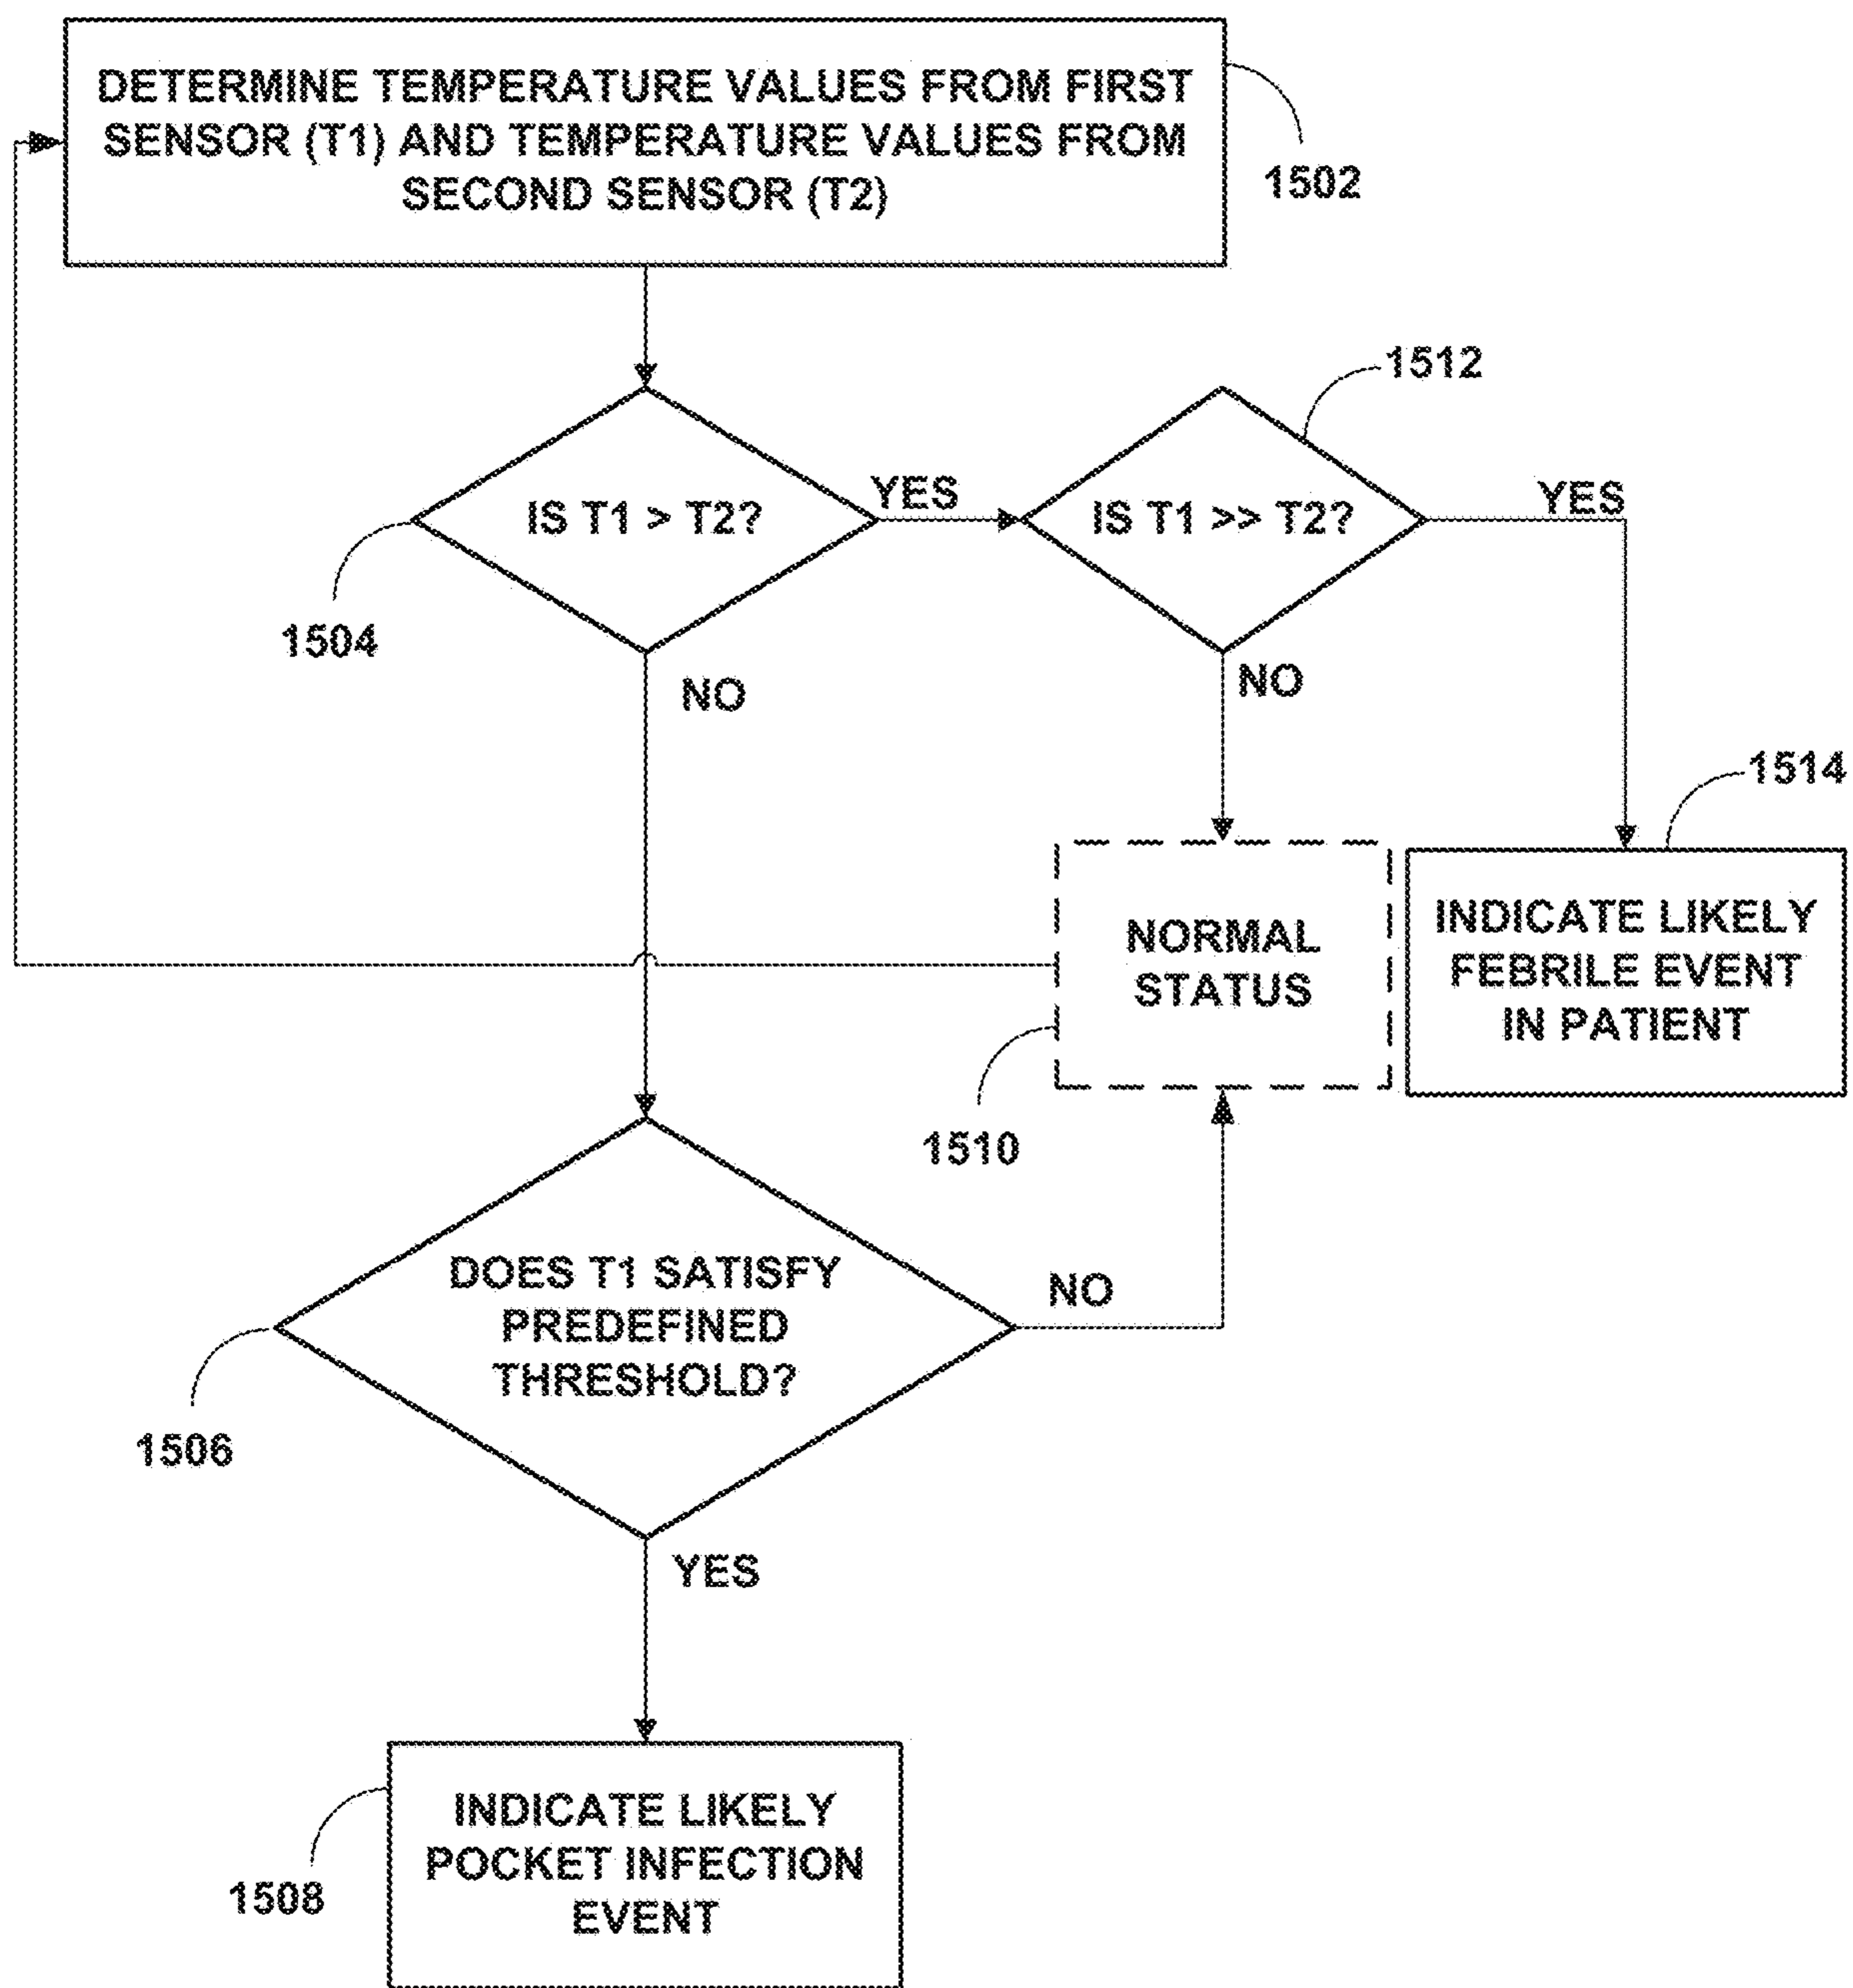 DETERMINE TEMPERATURE VALUES FROM FIRST
SENSOR (T1) AND TEMPERATURE VALUES FROM
SECOND SENSOR (T2)
1502
1512
IS T1 > T2?
YES
IS T1 >> T2?
YES
1504
NO
NO
1514
NORMAL
STATUS
INDICATE LIKELY
FEBRILE EVENT
IN PATIENT
1510
DOES T1 SATISFY
PREDEFINED
THRESHOLD?
NO
1506
YES
INDICATE LIKELY
POCKET INFECTION
EVENT
1508